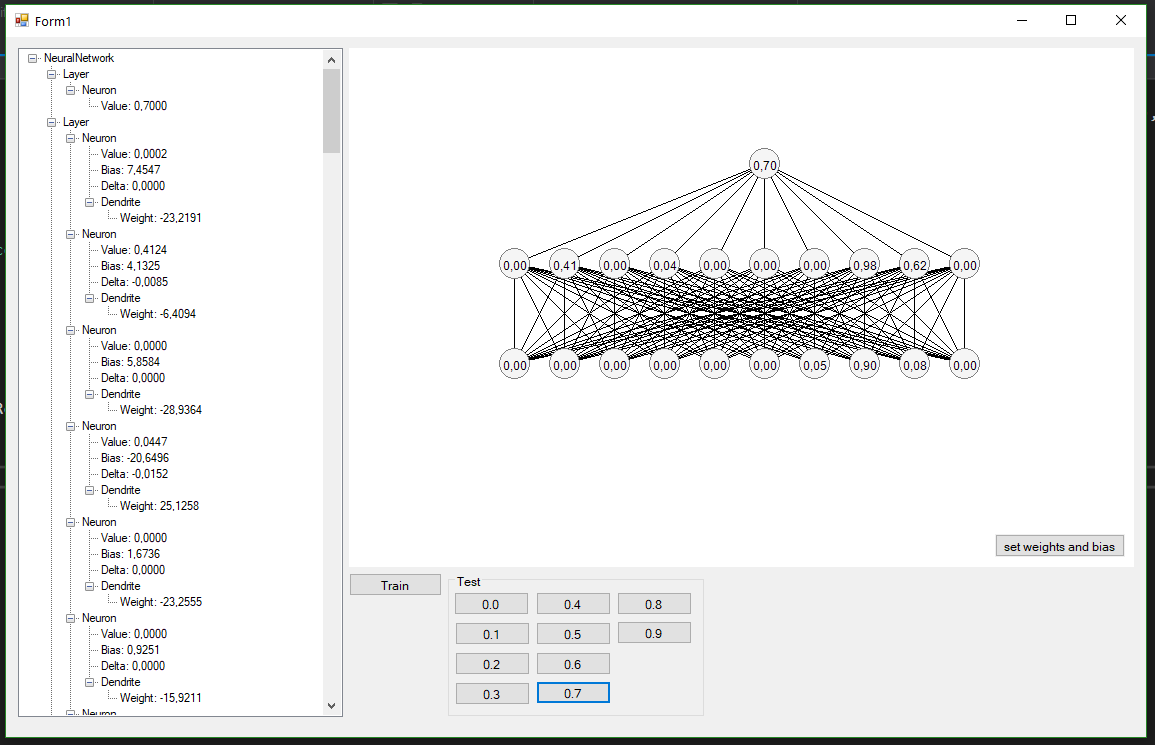 Form1
NeuralNetwork
Layer
Neuron
Value: 0,7000
Layer
Neuron
Value: 0,0002
Bias: 7,4547
Delta: 0,0000
Dendrite
Weight: -23,2191
Neuron
Value: 0,4124
Bias: 4,1325
Delta: -0,0085
Dendrite
Weight: -6,4094
Neuron
Value: 0,0000
Bias: 5,8584
Delta: 0,0000
Dendrite
Weight: -28,9364
Neuron
Value: 0,0447
Bias: -20,6496
Delta: -0,0152
Dendrite
Weight: 25,1258
Neuron
Value: 0,0000
Bias: 1,6736
Delta: 0,0000
Dendrite
Weight: -23,2555
Neuron
Value: 0,0000
Bias: 0,9251
Delta: 0,0000
Dendrite
Weight: -15,9211
Neuron
0,70
0,00 0,41 0,00 0,04 0,00 0,00 0,00 0,98 0,62 0,00
0,00 0,00 0,00 0,00 0,00 0,00 0,05 0,90 0,08 0,00
set weights and bias
Train
Test
0.0 0.4 0.8
0.1 0.5 0.9
0.2 0.6
0.3 0.7